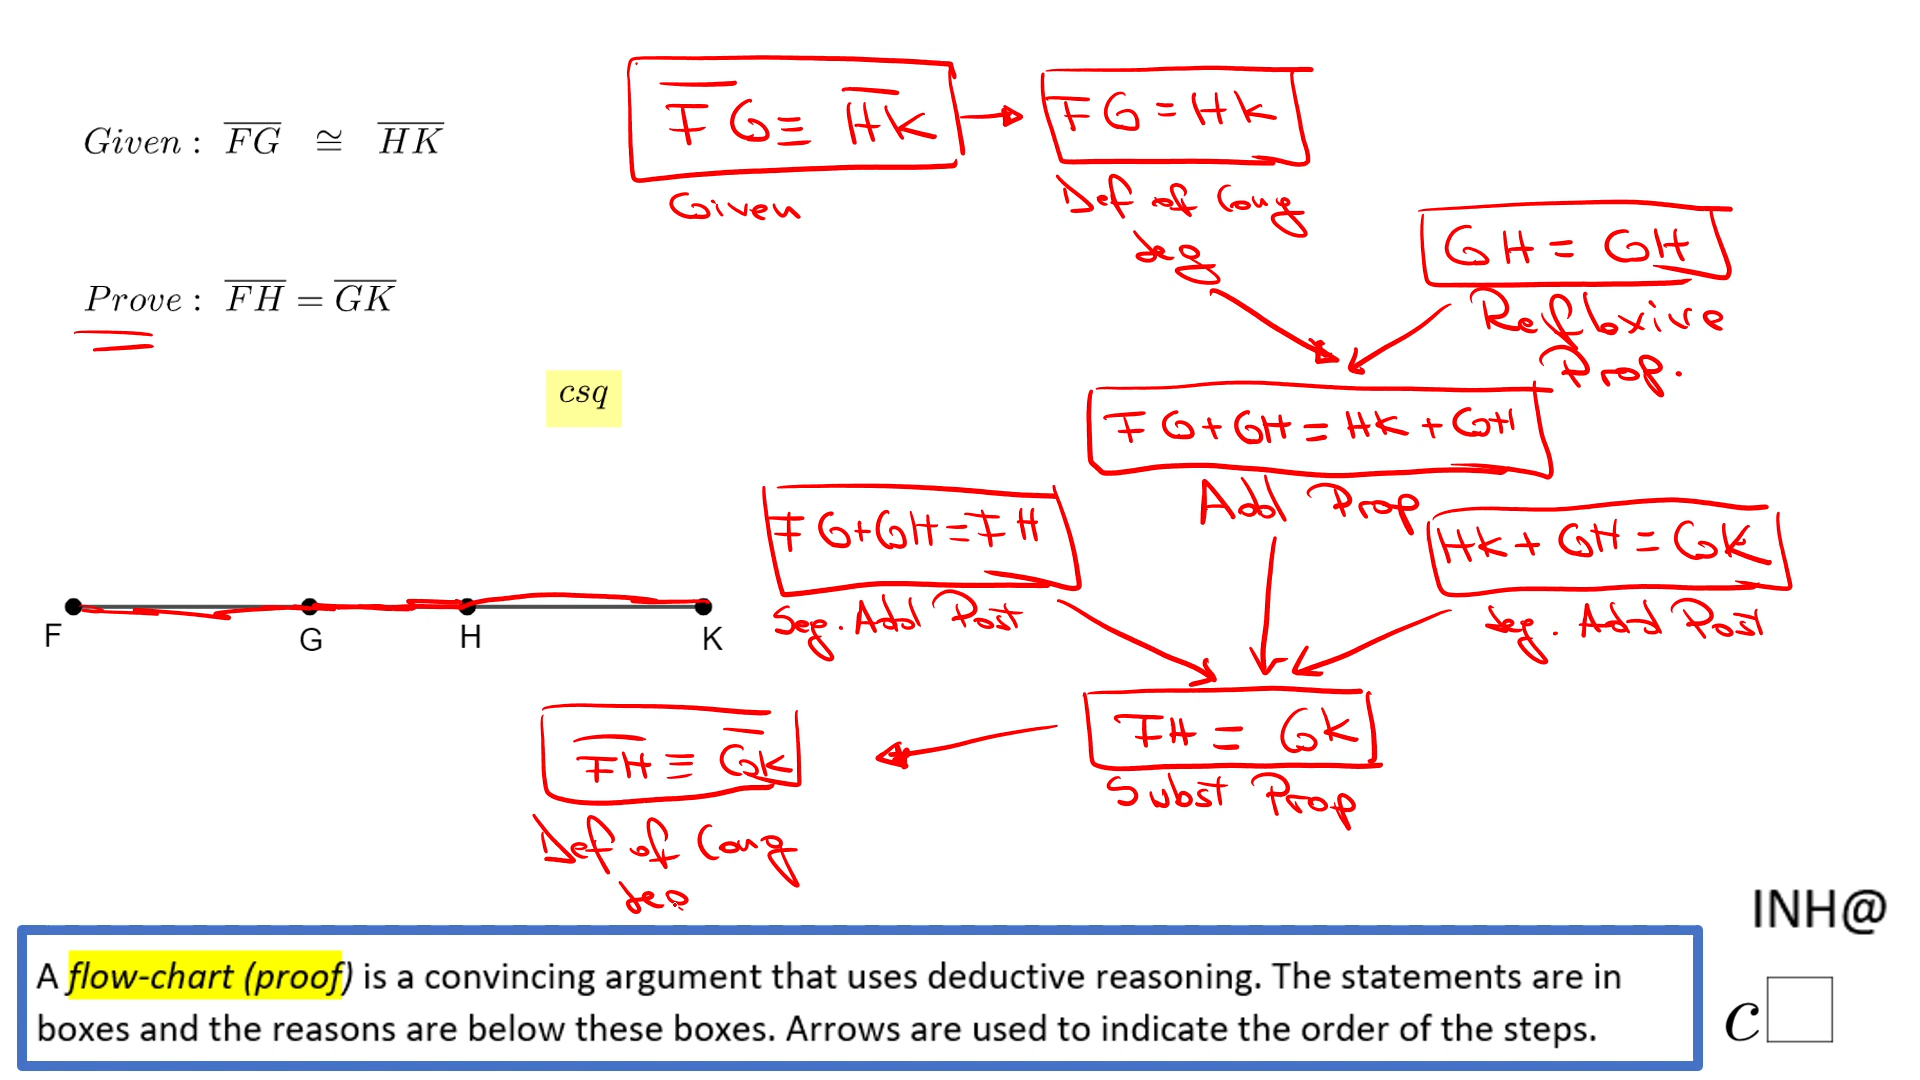 Given : FG ≅ HK
Prove : FH = GK
csq
F G H K
FG ≡ HK
Given
FG = HK
Def of Cong
seg
GH = GH
Reflexive
Prop.
FG + GH = HK + GH
Add Prop
FG+GH=FH
Seg. Add Post
HK + GH = GK
seg. Add Post
FH = GK
Subst Prop
FH ≡ GK
Def of Cong
seg
INH@
A flow-chart (proof) is a convincing argument that uses deductive reasoning. The statements are in
boxes and the reasons are below these boxes. Arrows are used to indicate the order of the steps.
c